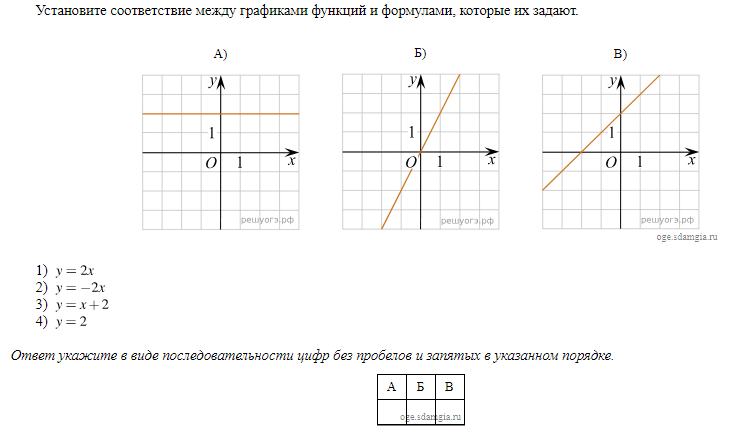 Установите соответствие между графиками функций и формулами, которые их задают.
А) Б) В)
y y y
1 1 1
O 1 x O 1 x O 1 x
решуогэ.рф решуогэ.рф решуогэ.рф
oge.sdamgia.ru
1) y = 2x
2) y = −2x
3) y = x + 2
4) y = 2
Ответ укажите в виде последовательности цифр без пробелов и запятых в указанном порядке.
А Б В
oge.sdamgia.ru